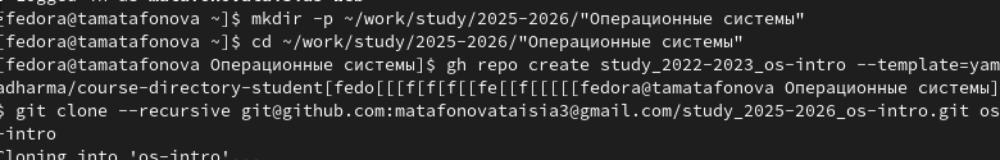 [fedora@tamatafonova ~]$ mkdir -p ~/work/study/2025-2026/"Операционные системы"
[fedora@tamatafonova ~]$ cd ~/work/study/2025-2026/"Операционные системы"
[fedora@tamatafonova Операционные системы]$ gh repo create study_2022-2023_os-intro --template=yam
adharma/course-directory-student[fedo[[[f[f[f[[fe[[f[[[[[fedora@tamatafonova Операционные системы]
$ git clone --recursive git@github.com:matafonovataisia3@gmail.com/study_2025-2026_os-intro.git os
-intro
Cloning into 'os-intro'...